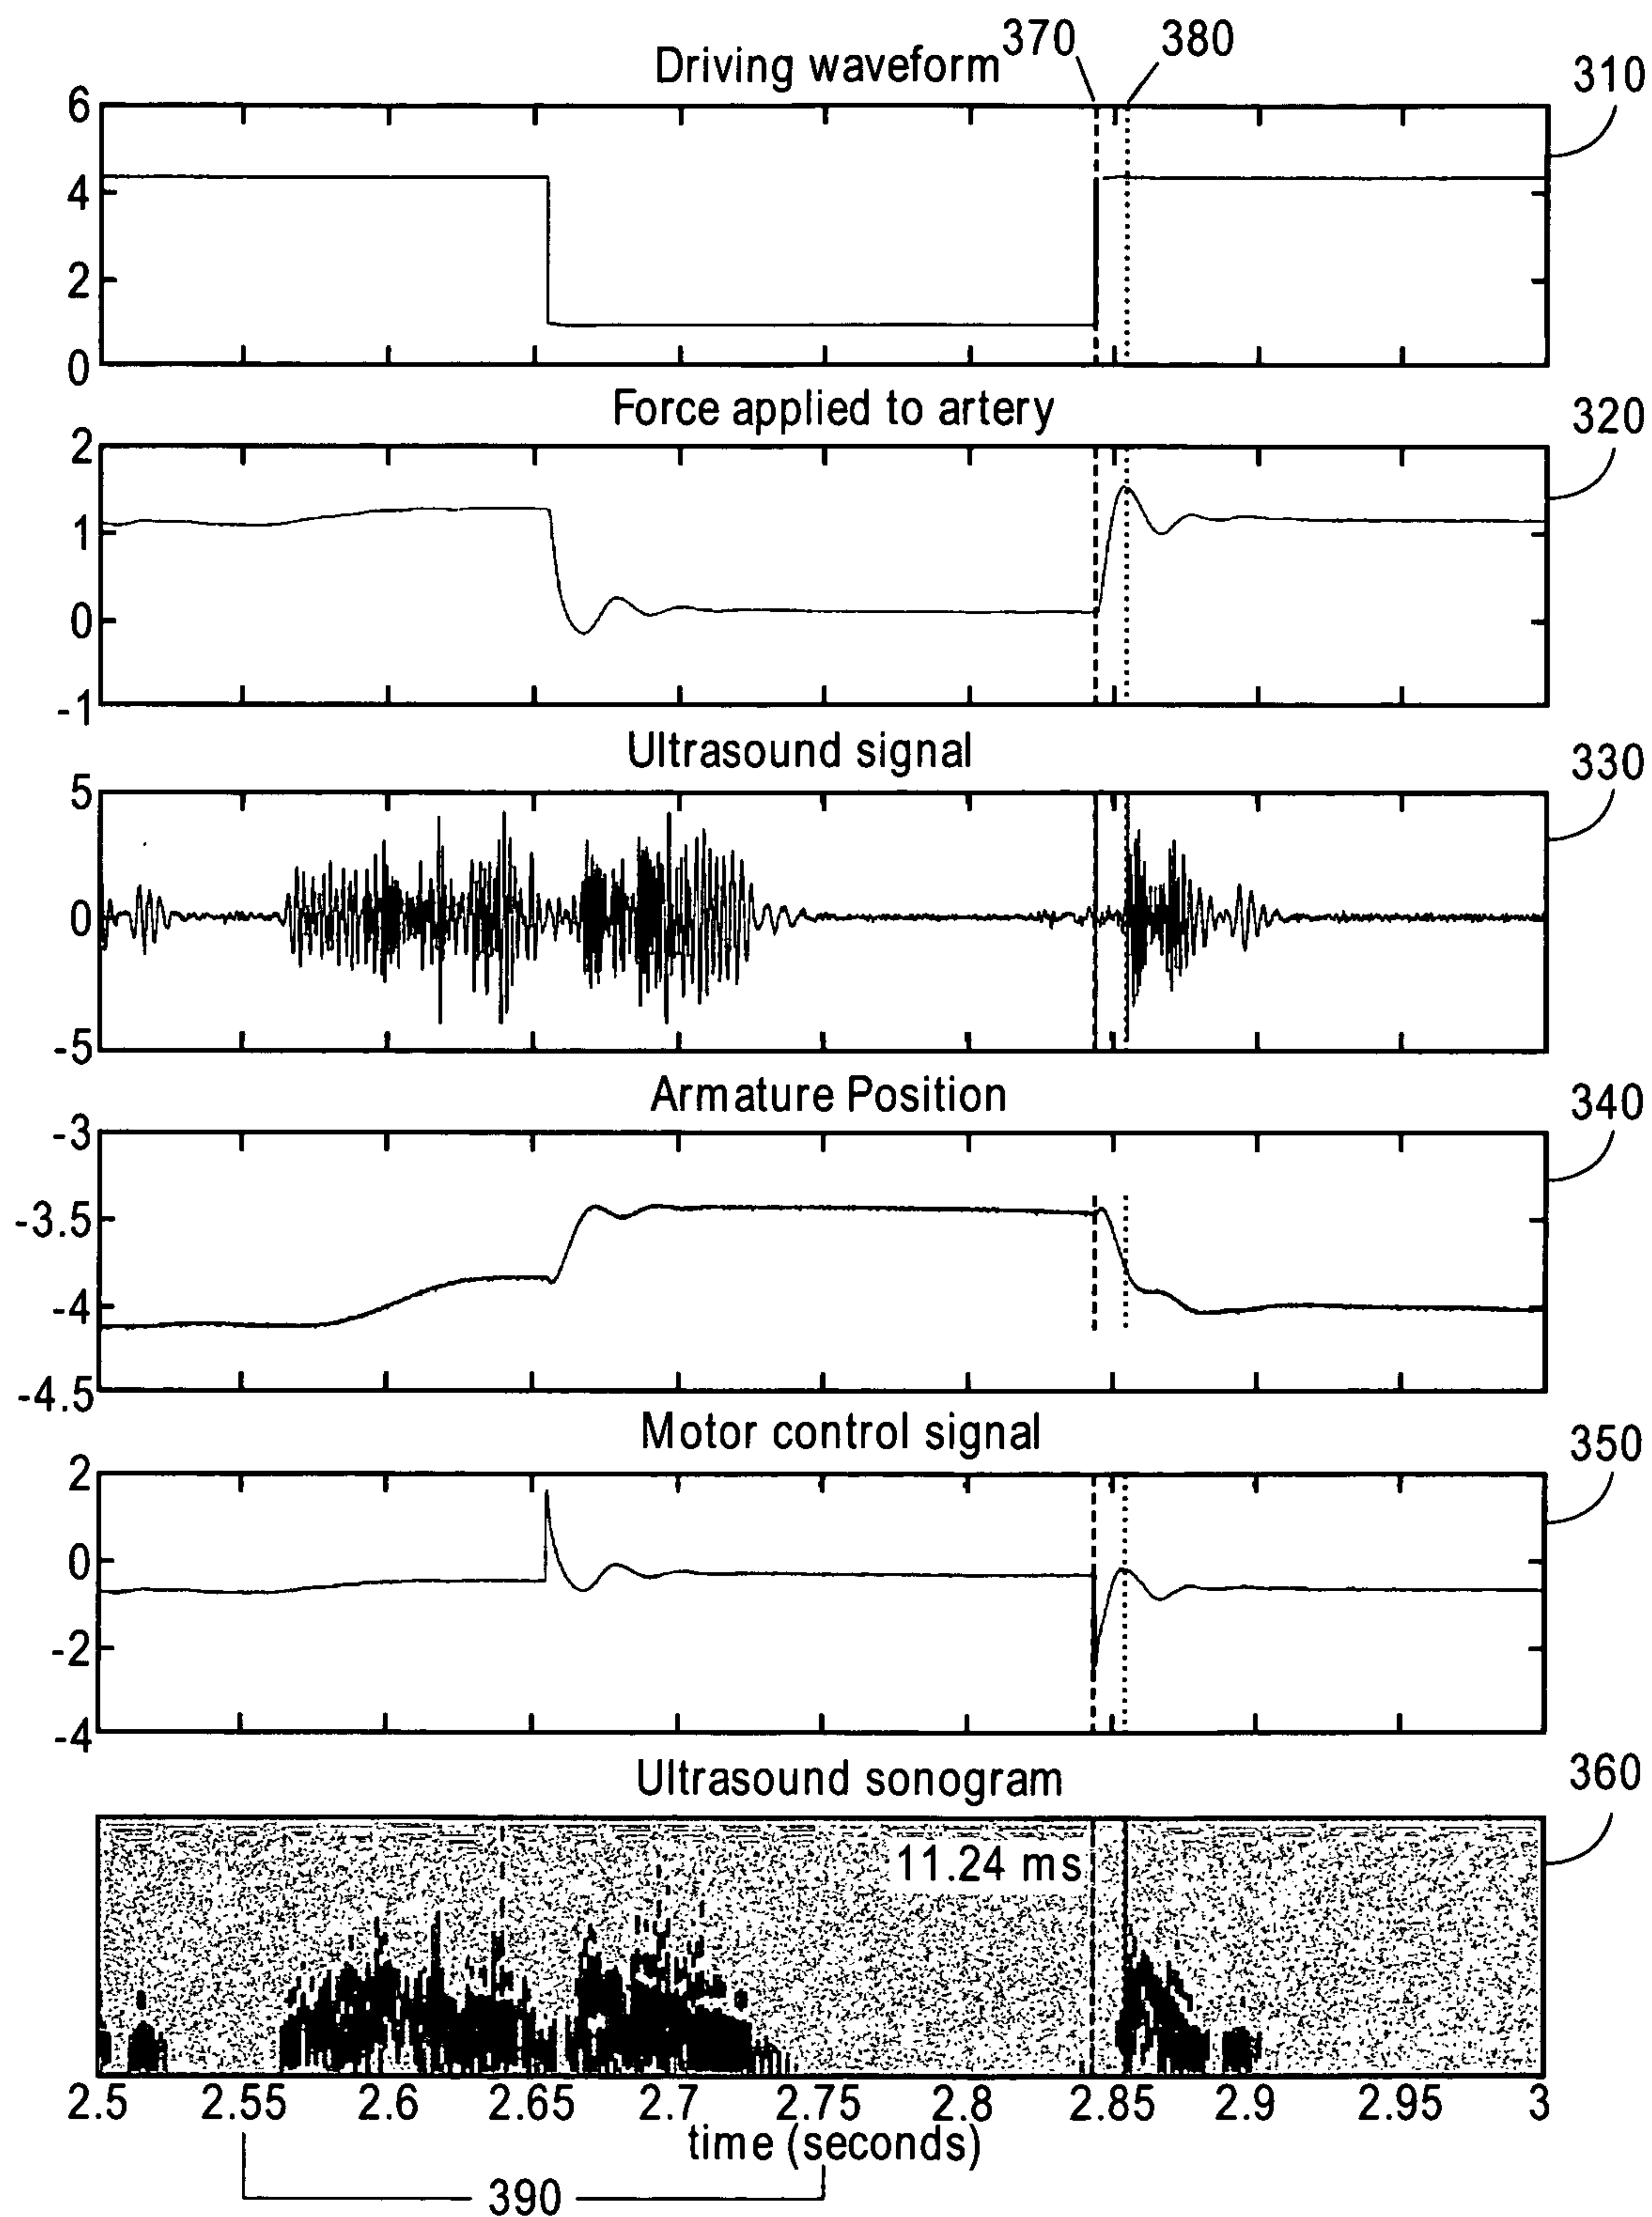 370 380
Driving waveform 310
6
4
2
0
Force applied to artery 320
2
1
0
-1
Ultrasound signal 330
5
0
-5
Armature Position 340
-3
-3.5
-4
-4.5
Motor control signal 350
2
0
-2
-4
Ultrasound sonogram 360
11.24 ms
2.5 2.55 2.6 2.65 2.7 2.75 2.8 2.85 2.9 2.95 3
time (seconds)
390